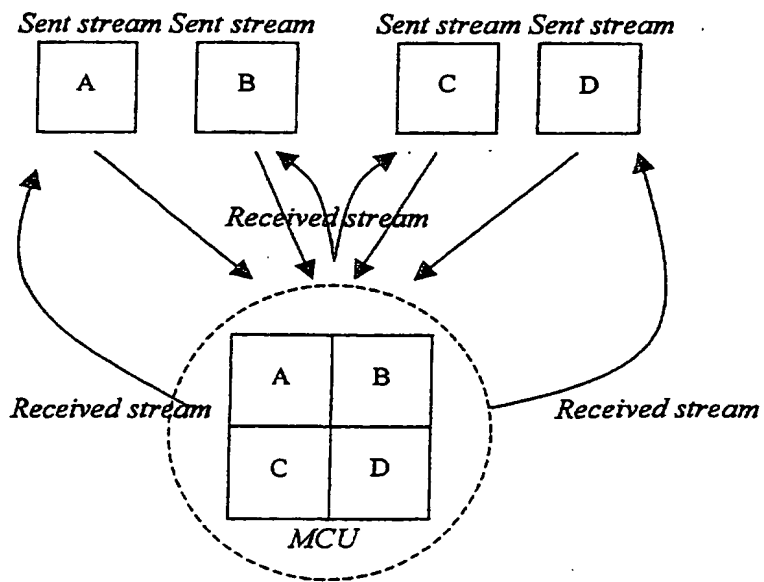 Sent stream Sent stream Sent stream Sent stream
A B C D
Received stream
A B
Received stream Received stream
C D
MCU